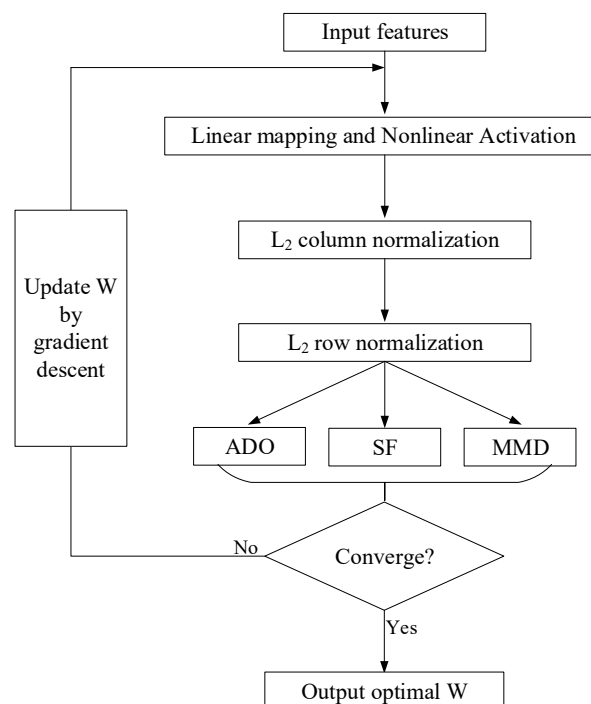 Input features
Linear mapping and Nonlinear Activation
L₂ column normalization
Update W
by
gradient
descent
L₂ row normalization
ADO
SF
MMD
No
Converge?
Yes
Output optimal W